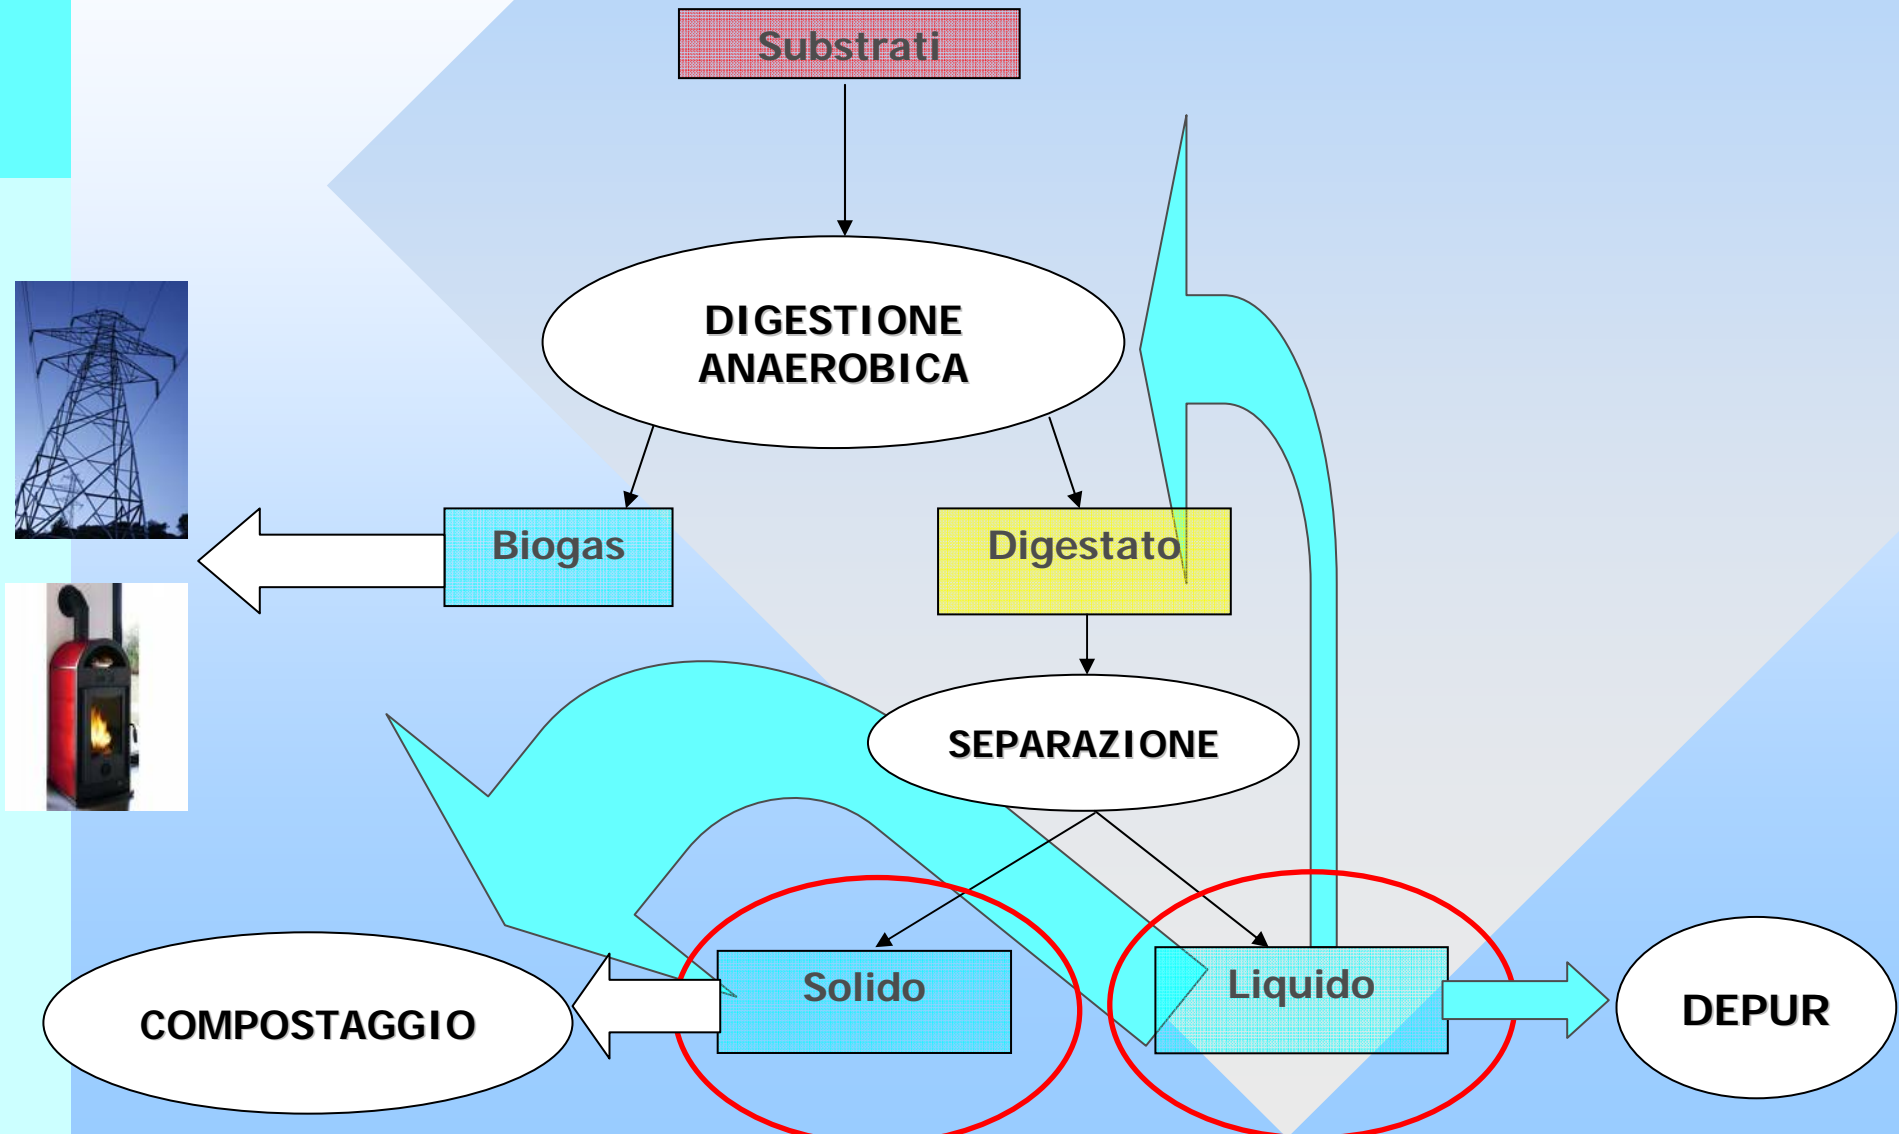 Substrati
DIGESTIONE
ANAEROBICA
Biogas
Digestato
SEPARAZIONE
Solido
Liquido
COMPOSTAGGIO
DEPUR